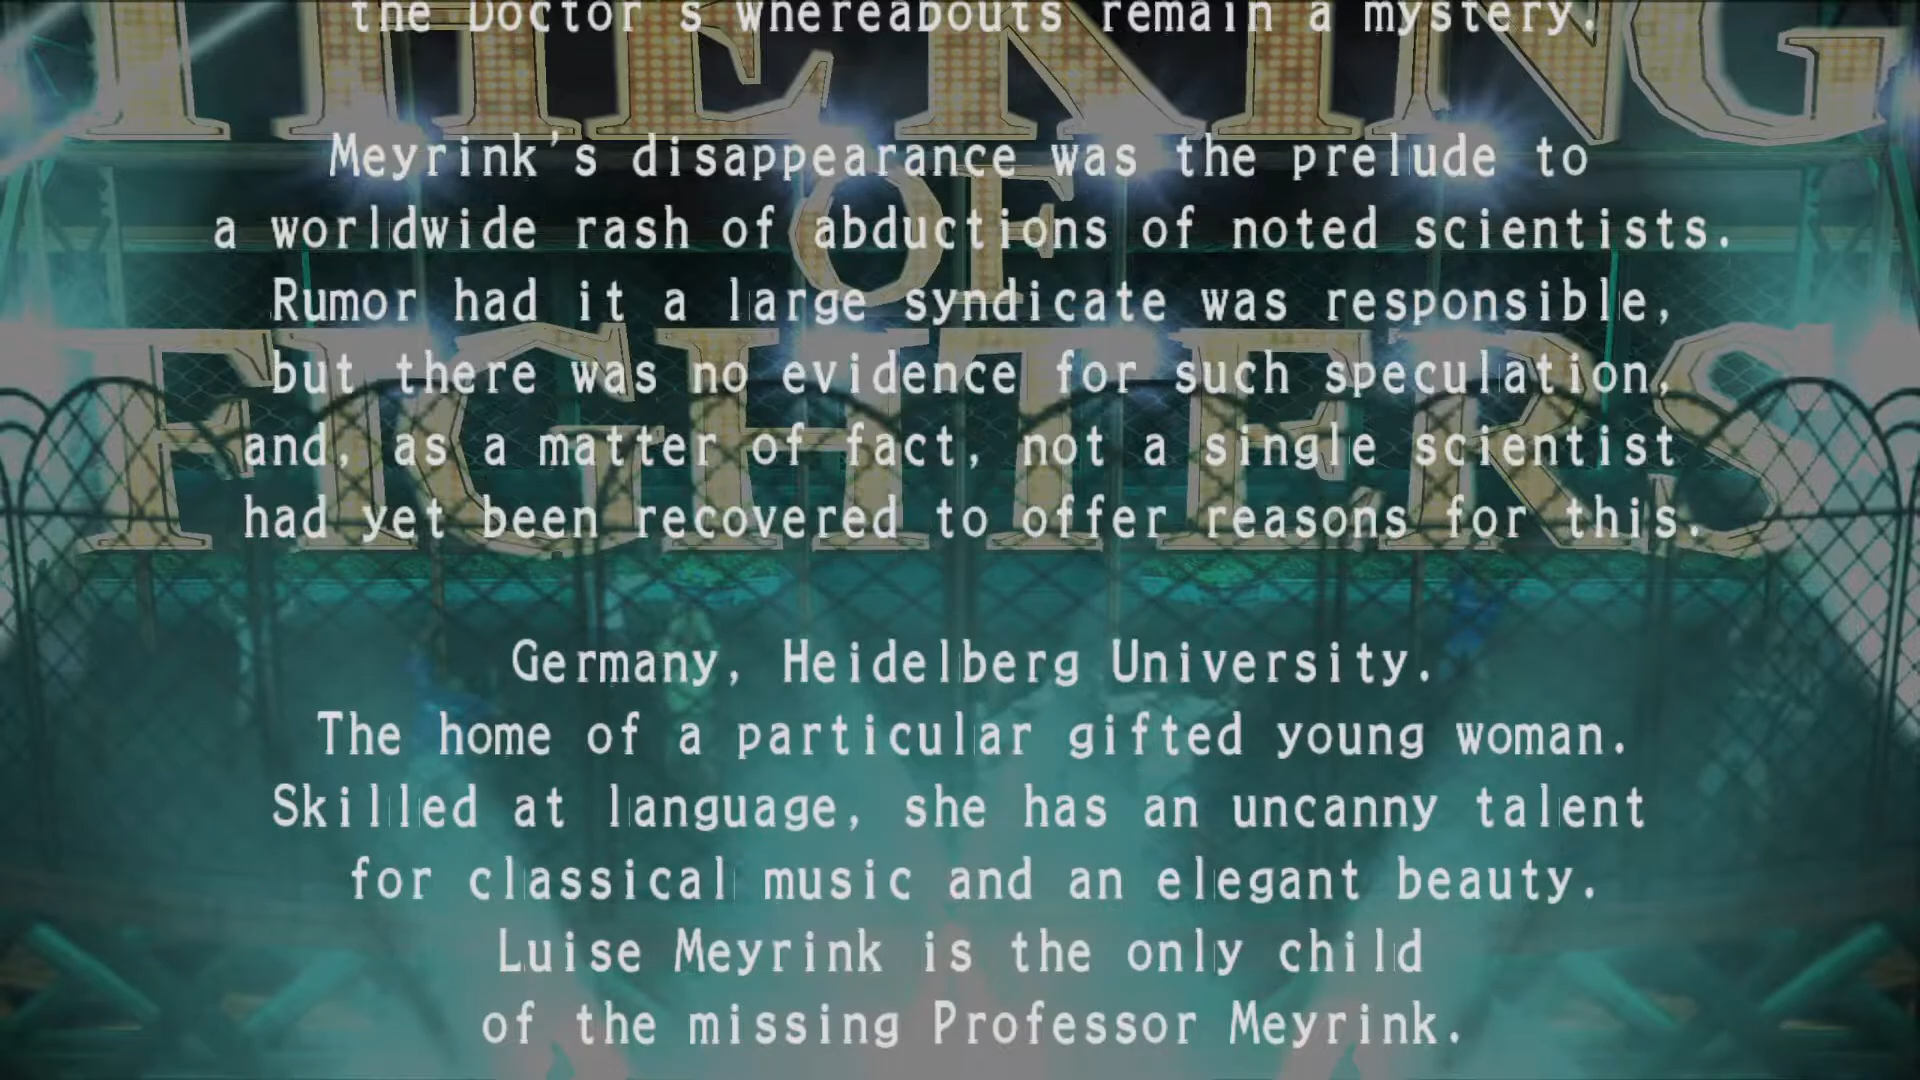 the Doctor's whereabouts remain a mystery.
THE KING
Meyrink's disappearance was the prelude to
OF
a worldwide rash of abductions of noted scientists.
Rumor had it a large syndicate was responsible,
FIGHTERS
but there was no evidence for such speculation,
and, as a matter of fact, not a single scientist
had yet been recovered to offer reasons for this.
Germany, Heidelberg University.
The home of a particular gifted young woman.
Skilled at language, she has an uncanny talent
for classical music and an elegant beauty.
Luise Meyrink is the only child
of the missing Professor Meyrink.